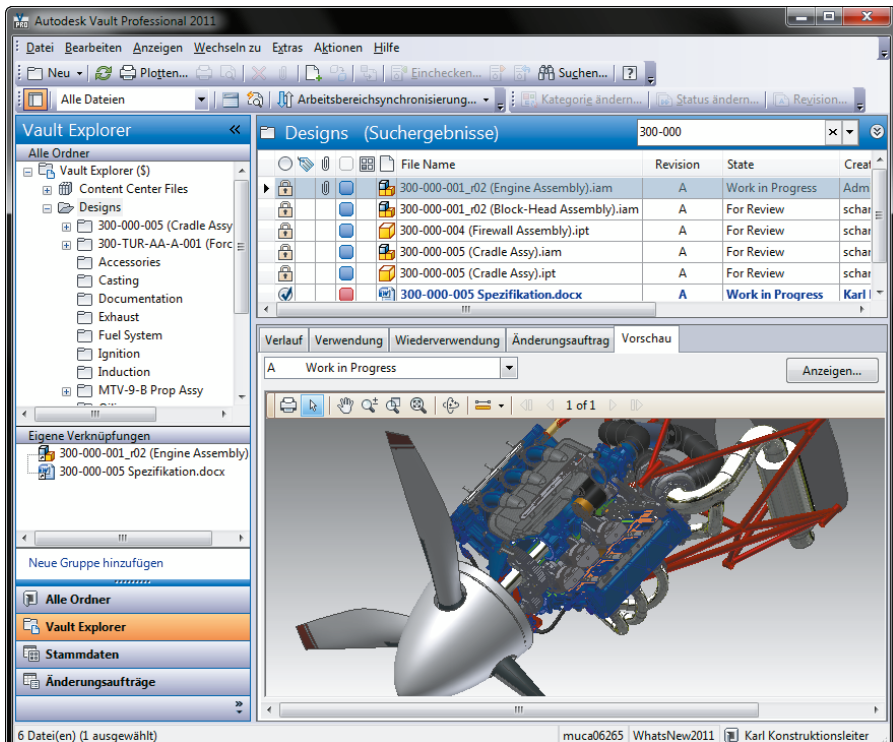 Autodesk Vault Professional 2011
Datei Bearbeiten Anzeigen Wechseln zu Extras Aktionen Hilfe
Neu Plotten... Einchecken... Suchen...
Alle Dateien Arbeitsbereichsynchronisierung... Kategorie ändern... Status ändern... Revision...
Vault Explorer
Alle Ordner
Vault Explorer ($)
Content Center Files
Designs
300-000-005 (Cradle Assy
300-TUR-AA-A-001 (Forc
Accessories
Casting
Documentation
Exhaust
Fuel System
Ignition
Induction
MTV-9-B Prop Assy
Eigene Verknüpfungen
300-000-001_r02 (Engine Assembly)
300-000-005 Spezifikation.docx
Neue Gruppe hinzufügen
Alle Ordner
Vault Explorer
Stammdaten
Änderungsaufträge
Designs (Suchergebnisse) 300-000
File Name Revision State Creat
300-000-001_r02 (Engine Assembly).iam A Work in Progress Adm
300-000-001_r02 (Block-Head Assembly).iam A For Review schar
300-000-004 (Firewall Assembly).ipt A For Review schar
300-000-005 (Cradle Assy).iam A For Review schar
300-000-005 (Cradle Assy).ipt A For Review schar
300-000-005 Spezifikation.docx A Work in Progress Karl
Verlauf Verwendung Wiederverwendung Änderungsauftrag Vorschau
A Work in Progress Anzeigen...
1 of 1
6 Datei(en) (1 ausgewählt) muca06265 WhatsNew2011 Karl Konstruktionsleiter